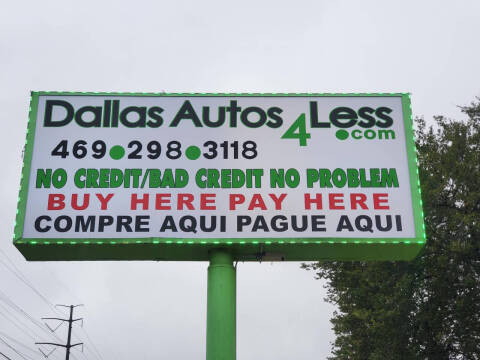 Dallas Autos 4 Less
.com
469.298.3118
NO CREDIT/BAD CREDIT NO PROBLEM
BUY HERE PAY HERE
COMPRE AQUI PAGUE AQUI